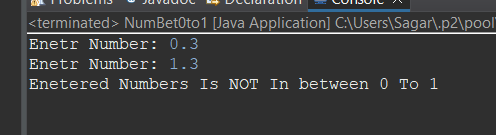 Problems Javadoc Declaration Console
<terminated> NumBet0to1 [Java Application] C:\Users\Sagar\.p2\pool
Enetr Number: 0.3
Enetr Number: 1.3
Enetered Numbers Is NOT In between 0 To 1